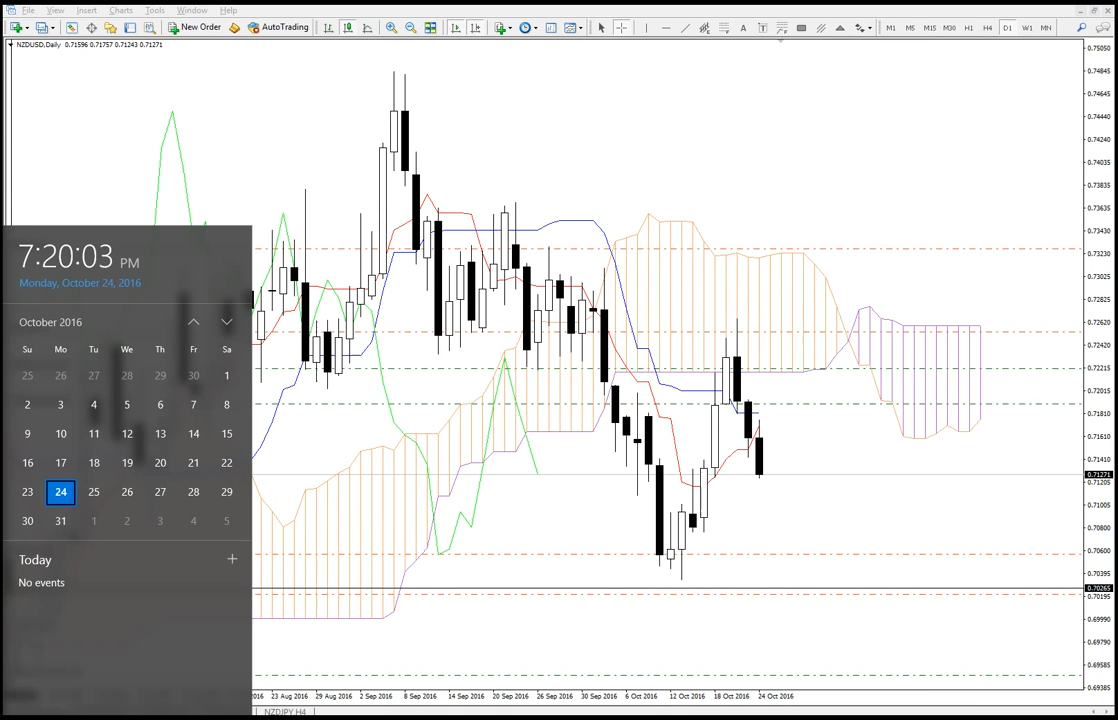 File View Insert Charts Tools Window Help
New Order AutoTrading A T M1 M5 M15 M30 H1 H4 D1 W1 MN
NZDUSD,Daily 0.71596 0.71757 0.71243 0.71271
0.75050
0.74845
0.74645
0.74440
0.74240
0.74035
0.73835
0.73635
0.73430
0.73230
0.73025
0.72825
0.72620
0.72420
0.72215
0.72015
0.71810
0.71610
0.71410
0.71271
0.71205
0.71005
0.70800
0.70600
0.70395
0.70265
0.70195
0.69990
0.69790
0.69585
0.69385
7:20:03 PM
Monday, October 24, 2016
October 2016
Su Mo Tu We Th Fr Sa
25 26 27 28 29 30 1
2 3 4 5 6 7 8
9 10 11 12 13 14 15
16 17 18 19 20 21 22
23 24 25 26 27 28 29
30 31 1 2 3 4 5
Today +
No events
2016 23 Aug 2016 29 Aug 2016 2 Sep 2016 8 Sep 2016 14 Sep 2016 20 Sep 2016 26 Sep 2016 30 Sep 2016 6 Oct 2016 12 Oct 2016 18 Oct 2016 24 Oct 2016
NZDJPY,H4